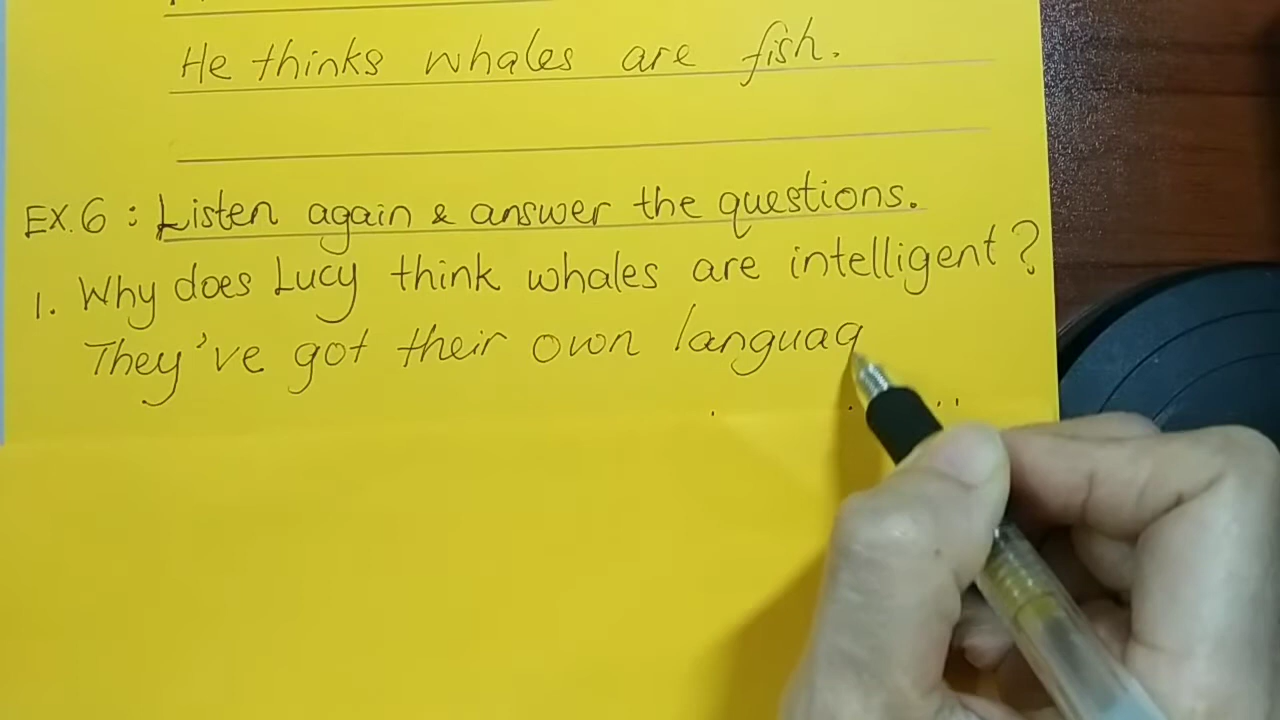 He thinks whales are fish.
EX.6: Listen again & answer the questions.
1. Why does Lucy think whales are intelligent?
They've got their own languag